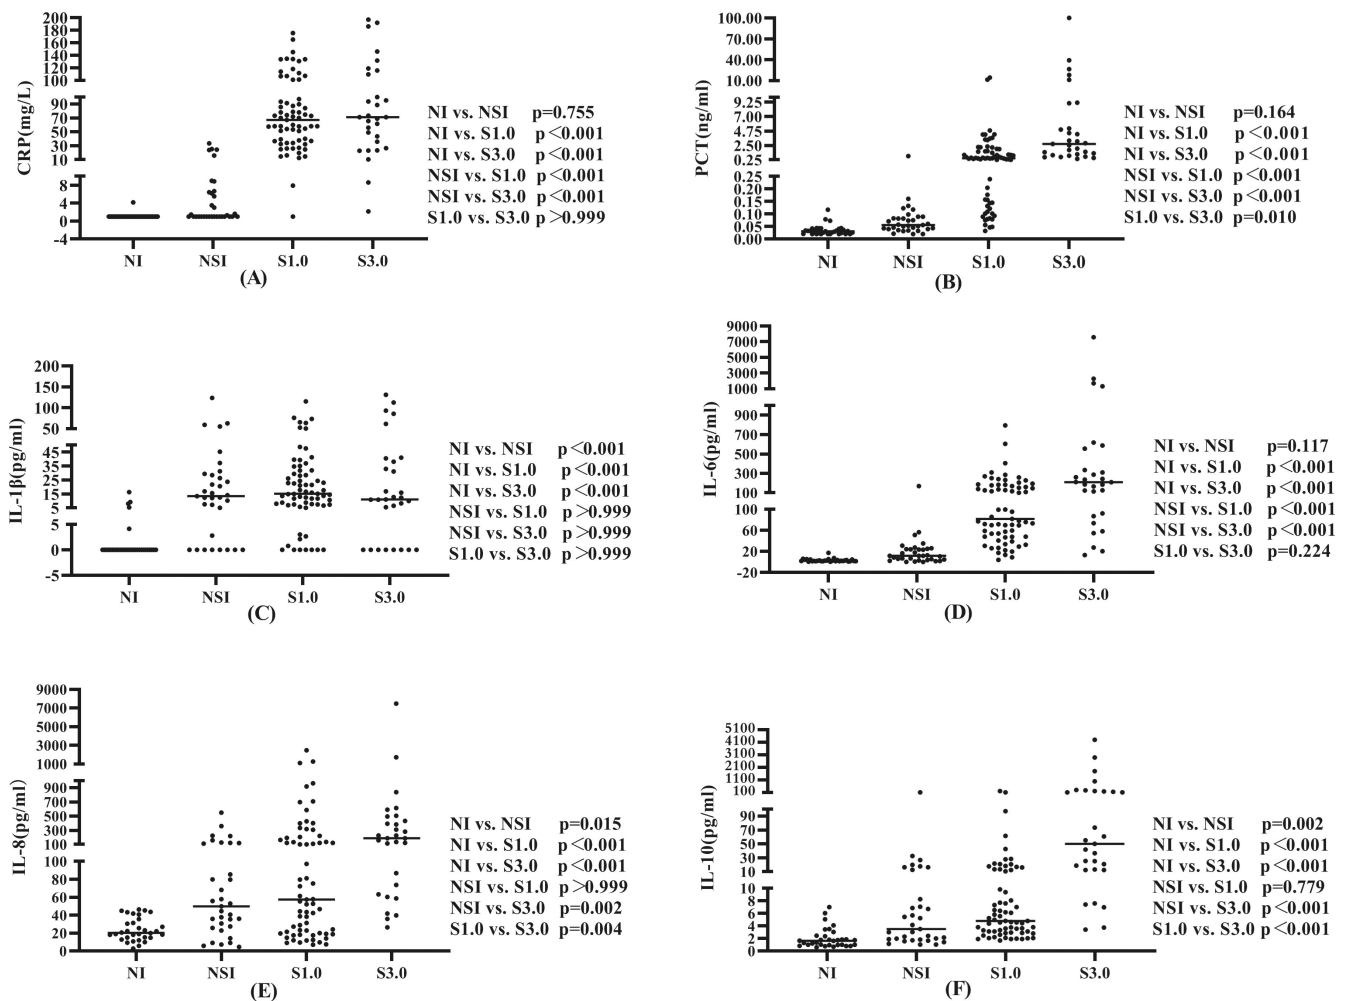 CRP(mg/L)
200
180
160
140
120
100
90
70
50
30
10
8
4
0
-4
NI
NSI
S1.0
S3.0
NI vs. NSI p=0.755
NI vs. S1.0 p<0.001
NI vs. S3.0 p<0.001
NSI vs. S1.0 p<0.001
NSI vs. S3.0 p<0.001
S1.0 vs. S3.0 p>0.999
(A)
PCT(ng/ml)
100.00
70.00
40.00
10.00
9.25
7.00
4.75
2.50
0.25
0.25
0.20
0.15
0.10
0.05
0.00
NI
NSI
S1.0
S3.0
NI vs. NSI p=0.164
NI vs. S1.0 p<0.001
NI vs. S3.0 p<0.001
NSI vs. S1.0 p<0.001
NSI vs. S3.0 p<0.001
S1.0 vs. S3.0 p=0.010
(B)
IL-1β(pg/ml)
200
150
100
50
45
35
25
15
5
5
0
-5
NI
NSI
S1.0
S3.0
NI vs. NSI p<0.001
NI vs. S1.0 p<0.001
NI vs. S3.0 p<0.001
NSI vs. S1.0 p>0.999
NSI vs. S3.0 p>0.999
S1.0 vs. S3.0 p>0.999
(C)
IL-6(pg/ml)
9000
7000
5000
3000
1000
900
700
500
300
100
100
60
20
-20
NI
NSI
S1.0
S3.0
NI vs. NSI p=0.117
NI vs. S1.0 p<0.001
NI vs. S3.0 p<0.001
NSI vs. S1.0 p<0.001
NSI vs. S3.0 p<0.001
S1.0 vs. S3.0 p=0.224
(D)
IL-8(pg/ml)
9000
7000
5000
3000
1000
900
700
500
300
100
100
80
60
40
20
0
NI
NSI
S1.0
S3.0
NI vs. NSI p=0.015
NI vs. S1.0 p<0.001
NI vs. S3.0 p<0.001
NSI vs. S1.0 p>0.999
NSI vs. S3.0 p=0.002
S1.0 vs. S3.0 p=0.004
(E)
IL-10(pg/ml)
5100
4100
3100
2100
1100
100
90
70
50
30
10
10
8
6
4
2
0
NI
NSI
S1.0
S3.0
NI vs. NSI p=0.002
NI vs. S1.0 p<0.001
NI vs. S3.0 p<0.001
NSI vs. S1.0 p=0.779
NSI vs. S3.0 p<0.001
S1.0 vs. S3.0 p<0.001
(F)